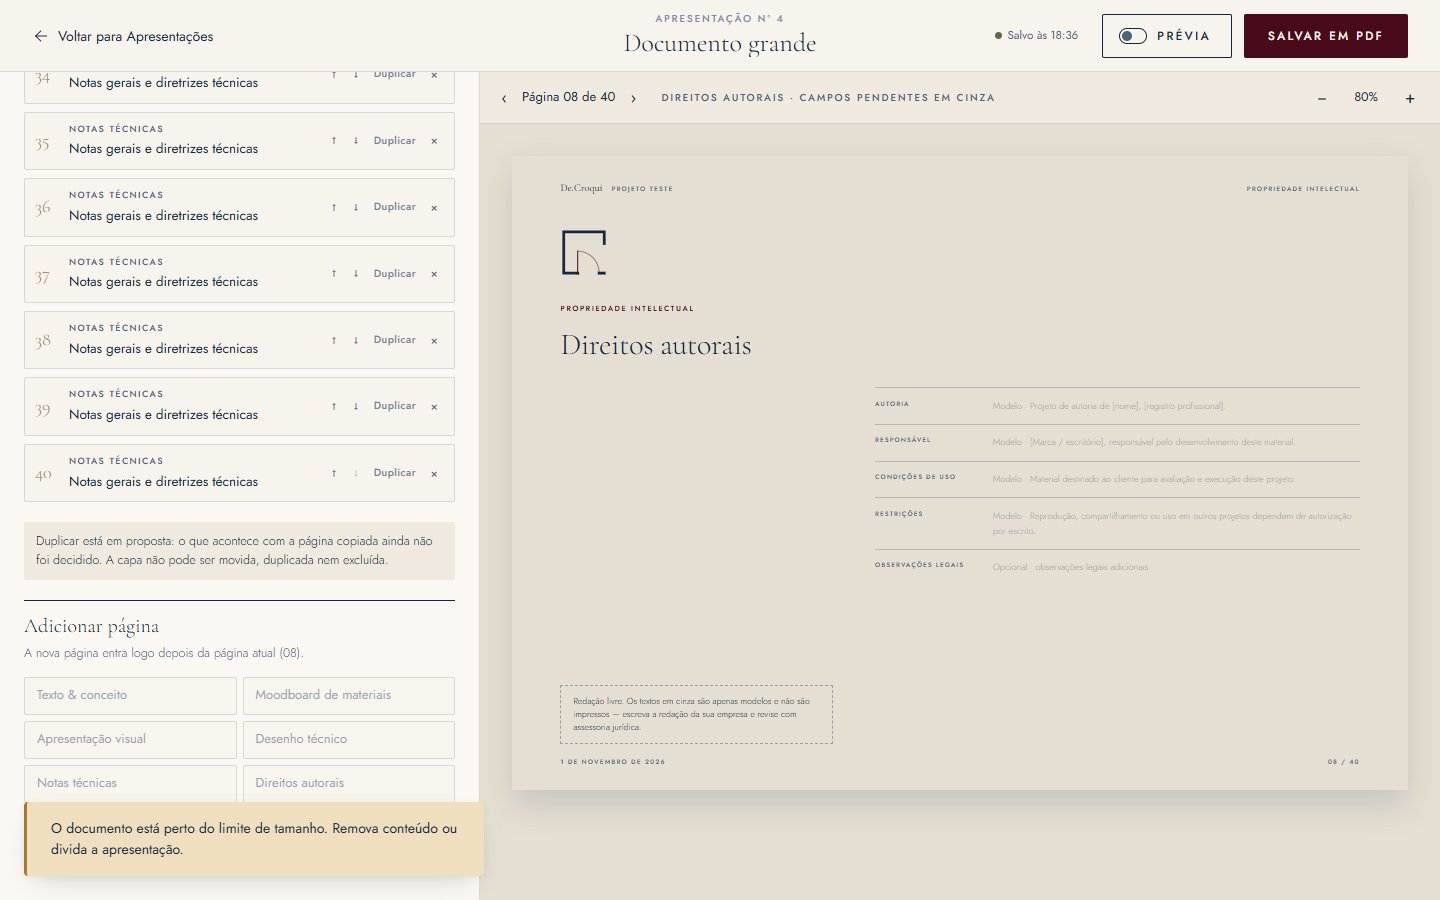 Voltar para Apresentações
APRESENTAÇÃO Nº 4
Documento grande
Salvo às 18:36
PRÉVIA
SALVAR EM PDF
34
Notas gerais e diretrizes técnicas
↑ ↓ Duplicar ×
35
NOTAS TÉCNICAS
Notas gerais e diretrizes técnicas
↑ ↓ Duplicar ×
36
NOTAS TÉCNICAS
Notas gerais e diretrizes técnicas
↑ ↓ Duplicar ×
37
NOTAS TÉCNICAS
Notas gerais e diretrizes técnicas
↑ ↓ Duplicar ×
38
NOTAS TÉCNICAS
Notas gerais e diretrizes técnicas
↑ ↓ Duplicar ×
39
NOTAS TÉCNICAS
Notas gerais e diretrizes técnicas
↑ ↓ Duplicar ×
40
NOTAS TÉCNICAS
Notas gerais e diretrizes técnicas
↑ ↓ Duplicar ×
Duplicar está em proposta: o que acontece com a página copiada ainda não
foi decidido. A capa não pode ser movida, duplicada nem excluída.
Adicionar página
A nova página entra logo depois da página atual (08).
Texto & conceito
Moodboard de materiais
Apresentação visual
Desenho técnico
Notas técnicas
Direitos autorais
O documento está perto do limite de tamanho. Remova conteúdo ou
divida a apresentação.
‹ Página 08 de 40 ›
DIREITOS AUTORAIS · CAMPOS PENDENTES EM CINZA
− 80% +
De.Croqui PROJETO TESTE
PROPRIEDADE INTELECTUAL
PROPRIEDADE INTELECTUAL
Direitos autorais
AUTORIA
Modelo · Projeto de autoria de [nome], [registro profissional].
RESPONSÁVEL
Modelo · [Marca / escritório], responsável pelo desenvolvimento deste material.
CONDIÇÕES DE USO
Modelo · Material destinado ao cliente para avaliação e execução deste projeto.
RESTRIÇÕES
Modelo · Reprodução, compartilhamento ou uso em outros projetos dependem de autorização
por escrito.
OBSERVAÇÕES LEGAIS
Opcional · observações legais adicionais.
Redação livre. Os textos em cinza são apenas modelos e não são
impressos — escreva a redação da sua empresa e revise com
assessoria jurídica.
1 DE NOVEMBRO DE 2026
08 / 40